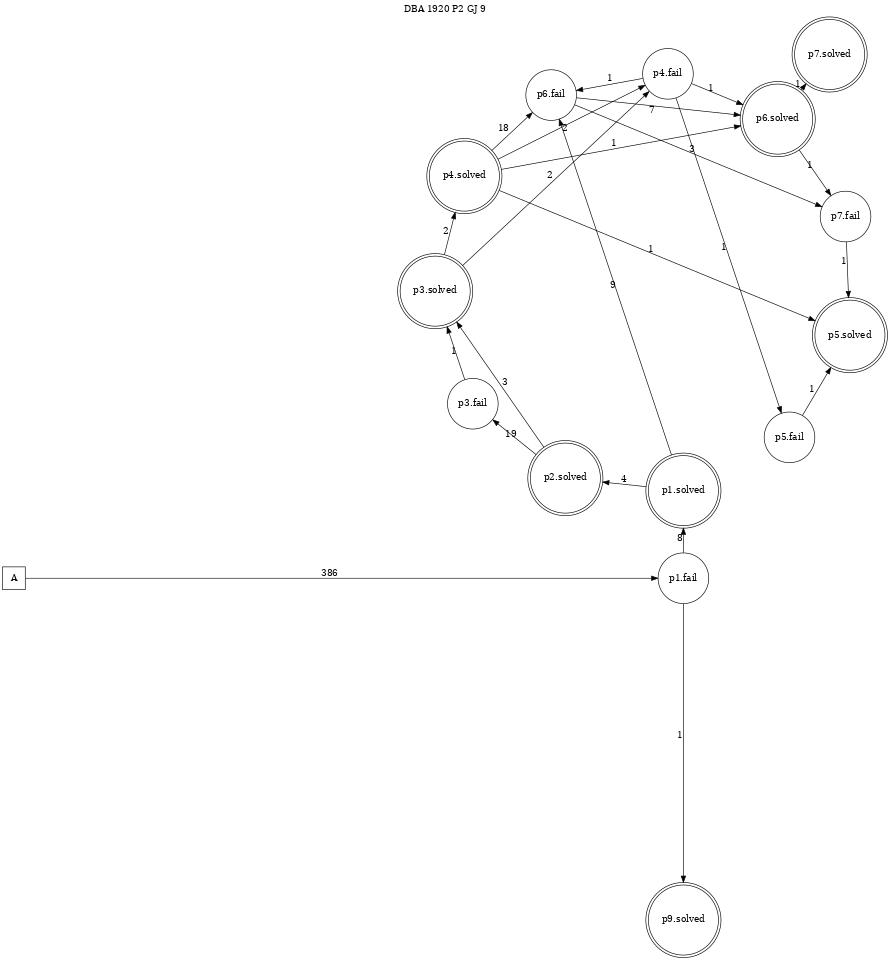 DBA 1920 P2 GJ 9
p7.solved
p4.fail
1
1
1
p6.fail
7
p6.solved
18
2
1
3
1
p4.solved
2
p7.fail
2
1
1
1
p3.solved
9
p5.solved
1
3
1
p3.fail
19
p5.fail
p2.solved
4
p1.solved
8
386
A
p1.fail
1
p9.solved